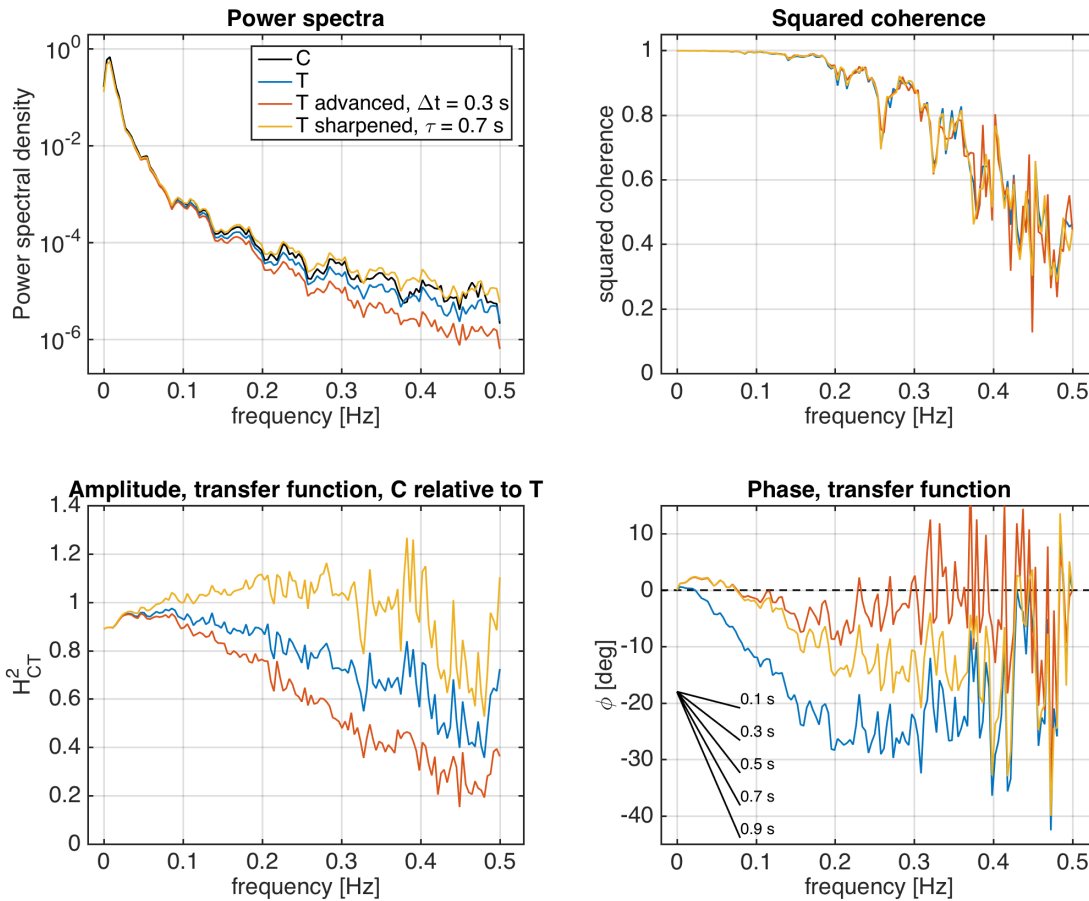 Power spectra
Power spectral density
10^0
10^-2
10^-4
10^-6
C
T
T advanced, Δt = 0.3 s
T sharpened, τ = 0.7 s
0 0.1 0.2 0.3 0.4 0.5
frequency [Hz]
Squared coherence
squared coherence
1
0.8
0.6
0.4
0.2
0
0 0.1 0.2 0.3 0.4 0.5
frequency [Hz]
Amplitude, transfer function, C relative to T
H²CT
1.4
1.2
1
0.8
0.6
0.4
0.2
0
0 0.1 0.2 0.3 0.4 0.5
frequency [Hz]
Phase, transfer function
ϕ [deg]
10
0
-10
-20
-30
-40
0.1 s
0.3 s
0.5 s
0.7 s
0.9 s
0 0.1 0.2 0.3 0.4 0.5
frequency [Hz]